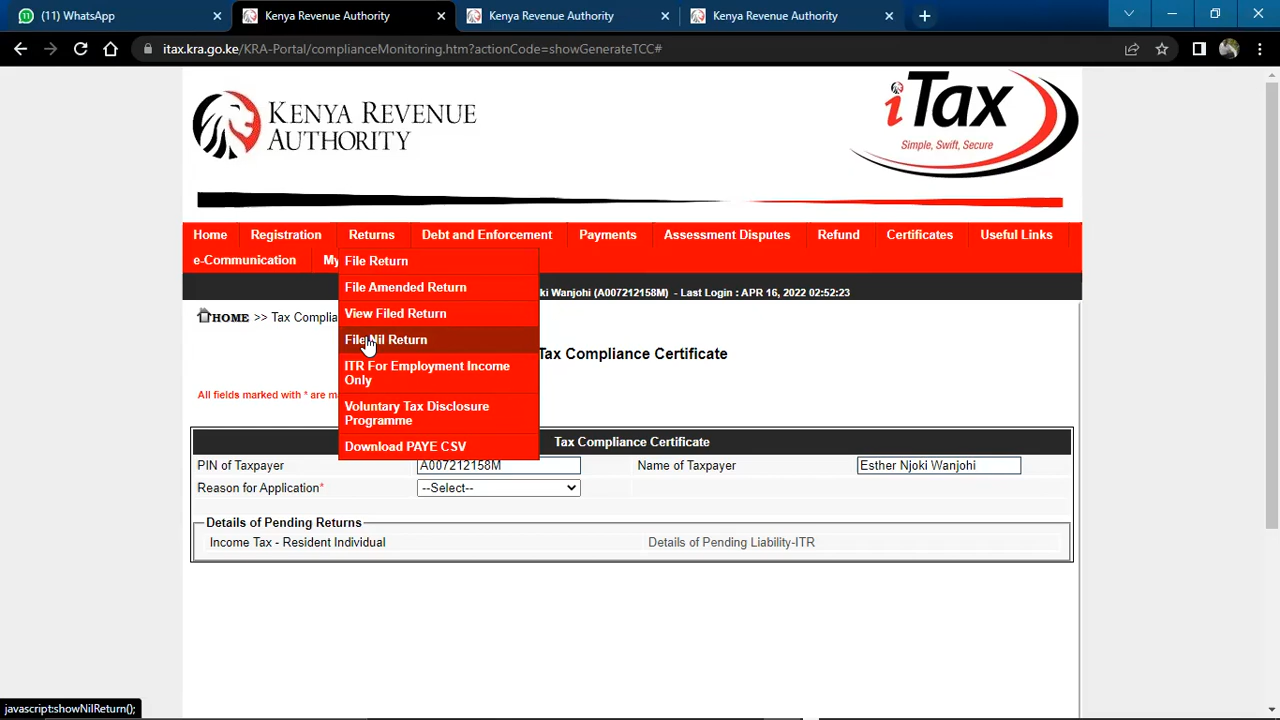 (11) WhatsApp
Kenya Revenue Authority
Kenya Revenue Authority
Kenya Revenue Authority
itax.kra.go.ke/KRA-Portal/complianceMonitoring.htm?actionCode=showGenerateTCC#
KENYA REVENUE
AUTHORITY
iTax
Simple, Swift, Secure
Home Registration Returns Debt and Enforcement Payments Assessment Disputes Refund Certificates Useful Links
e-Communication My
File Return
File Amended Return
View Filed Return
File Nil Return
ITR For Employment Income
Only
Voluntary Tax Disclosure
Programme
Download PAYE CSV
ki Wanjohi (A007212158M) - Last Login : APR 16, 2022 02:52:23
HOME >> Tax Complia
Tax Compliance Certificate
All fields marked with * are m
Tax Compliance Certificate
PIN of Taxpayer A007212158M Name of Taxpayer Esther Njoki Wanjohi
Reason for Application* --Select--
Details of Pending Returns
Income Tax - Resident Individual Details of Pending Liability-ITR
javascript:showNilReturn();